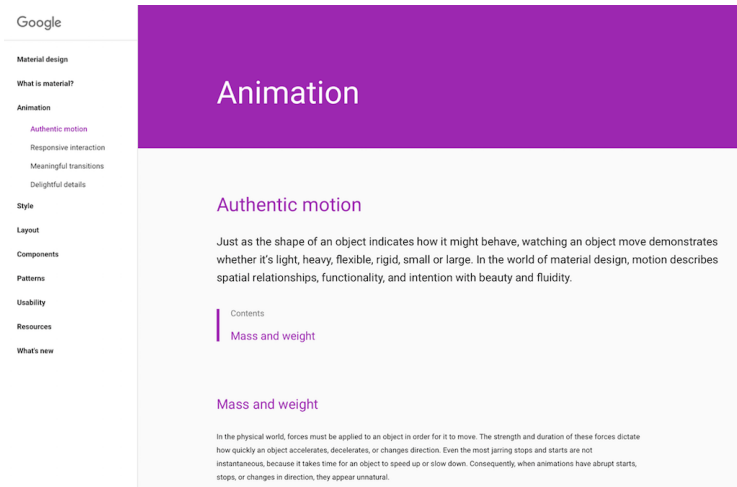 Google
Material design
What is material?
Animation
Authentic motion
Responsive interaction
Meaningful transitions
Delightful details
Style
Layout
Components
Patterns
Usability
Resources
What's new
Animation
Authentic motion
Just as the shape of an object indicates how it might behave, watching an object move demonstrates
whether it's light, heavy, flexible, rigid, small or large. In the world of material design, motion describes
spatial relationships, functionality, and intention with beauty and fluidity.
Contents
Mass and weight
Mass and weight
In the physical world, forces must be applied to an object in order for it to move. The strength and duration of these forces dictate
how quickly an object accelerates, decelerates, or changes direction. Even the most jarring stops and starts are not
instantaneous, because it takes time for an object to speed up or slow down. Consequently, when animations have abrupt starts,
stops, or changes in direction, they appear unnatural.